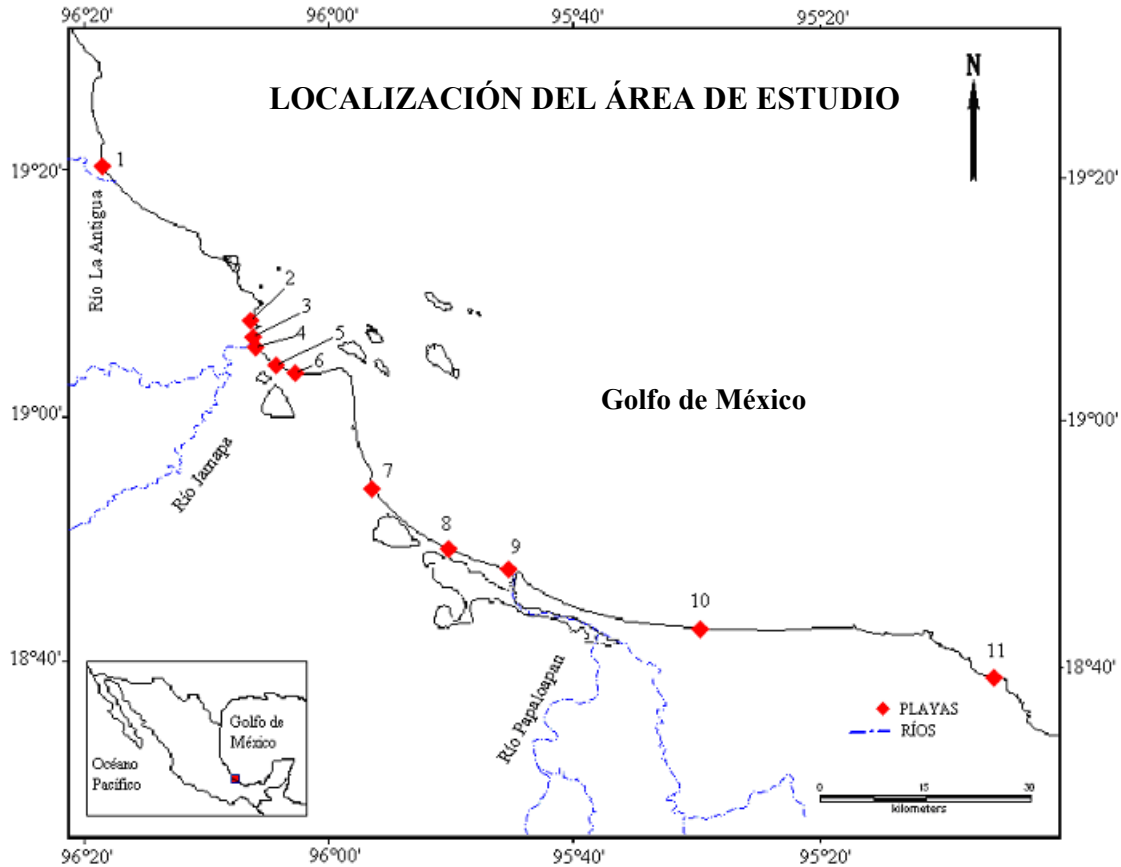 96°20'
96°00'
95°40'
95°20'
LOCALIZACIÓN DEL ÁREA DE ESTUDIO
N
19°20'
19°20'
1
Río La Antigua
2
3
4
5
6
Golfo de México
19°00'
19°00'
Río Jamapa
7
8
9
10
11
18°40'
18°40'
Río Papaloapan
Golfo de
México
Océano
Pacífico
PLAYAS
RÍOS
0 15 30
kilometers
96°20'
96°00'
95°40'
95°20'